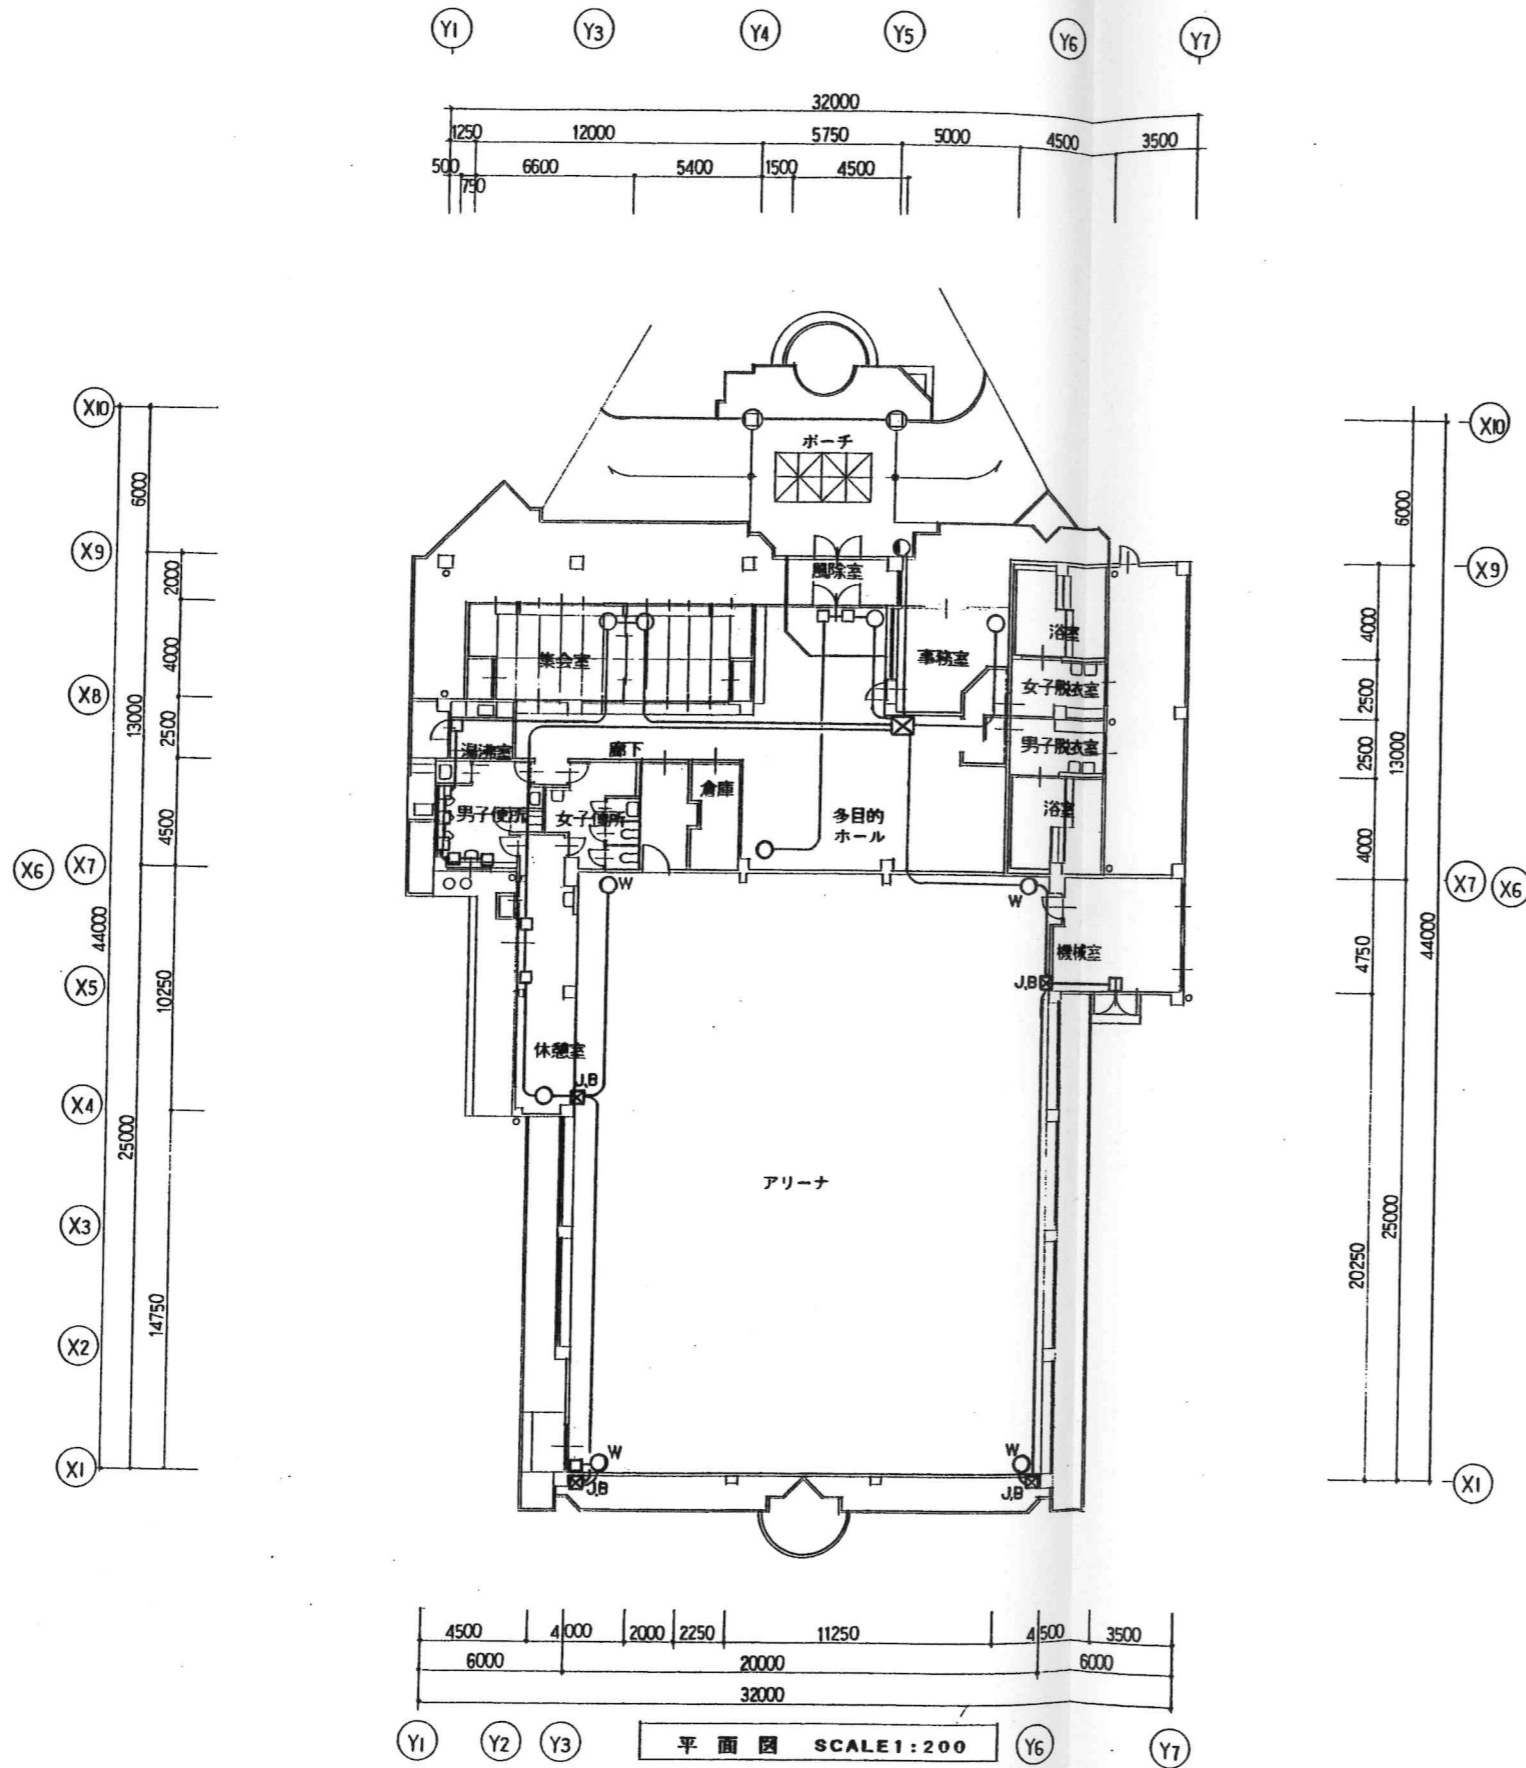 Y1 Y3 Y4 Y5 Y6 Y7
32000
1250 12000 5750 5000 4500 3500
500 750 6600 5400 1500 4500
X10 X10
ポーチ
6000 6000
X9 X9
風除室
2000
集会室 事務室 浴室
4000 4000
X8
女子脱衣室
13000 2500 2500
湯沸室 廊下 男子脱衣室
2500 13000
倉庫
男子便所 女子便所 多目的 浴室
ホール
4500 4000
X6 X7 X7 X6
W W
44000 44000
機械室 4750
X5 10250 J,B
休憩室
J,B
X4
25000
アリーナ
X3 25000
20250
14750
X2
W W
X1 X1
J,B J,B
4500 4000 2000 2250 11250 4500 3500
6000 20000 6000
32000
Y1 Y2 Y3 Y6 Y7
平面図 SCALE1:200